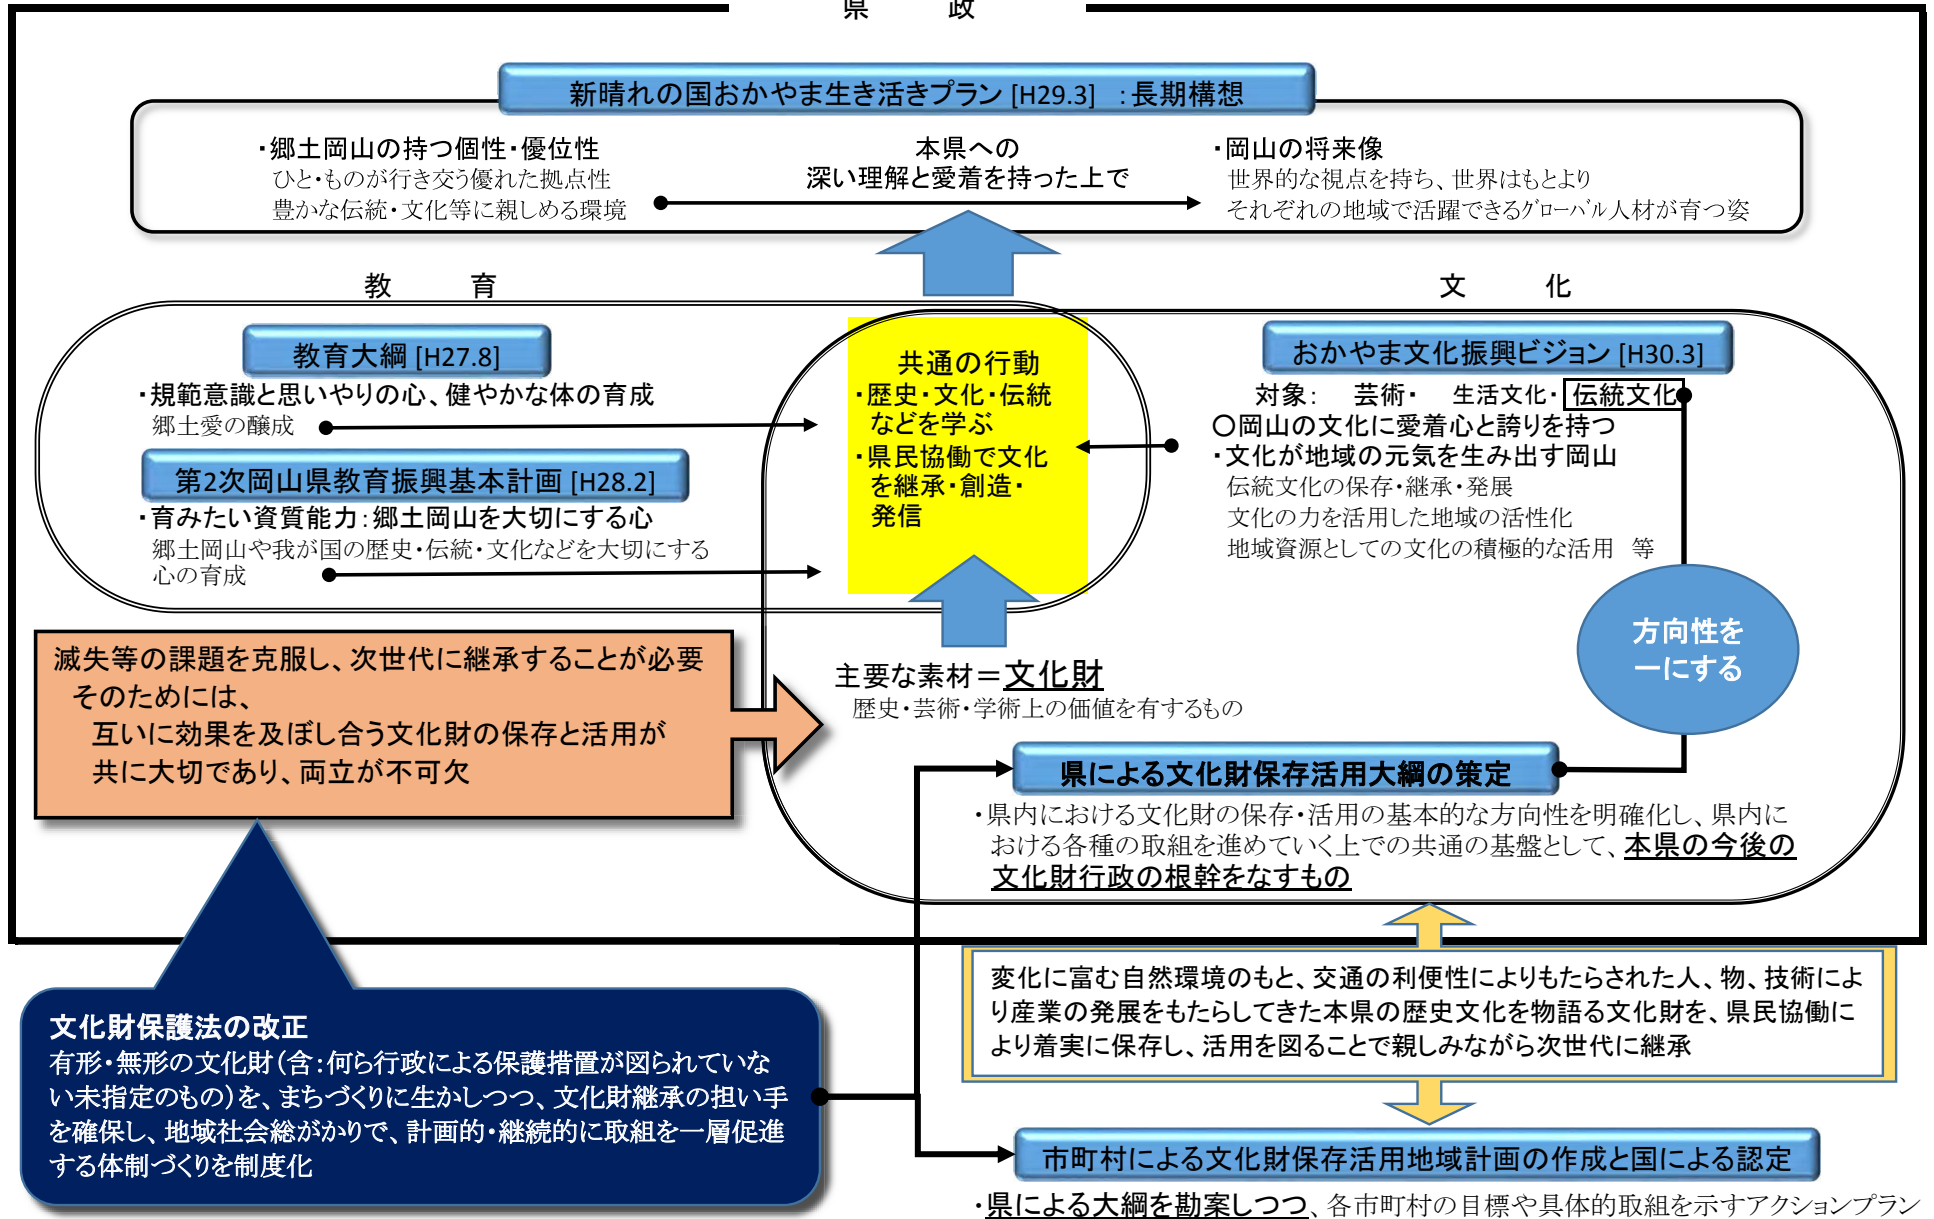 県　政
新晴れの国おかやま生き活きプラン [H29.3]　：長期構想
・郷土岡山の持つ個性・優位性
ひと・ものが行き交う優れた拠点性
豊かな伝統・文化等に親しめる環境
本県への
深い理解と愛着を持った上で
・岡山の将来像
世界的な視点を持ち、世界はもとより
それぞれの地域で活躍できるグローバル人材が育つ姿
教　育
教育大綱 [H27.8]
・規範意識と思いやりの心、健やかな体の育成
郷土愛の醸成
第2次岡山県教育振興基本計画 [H28.2]
・育みたい資質能力：郷土岡山を大切にする心
郷土岡山や我が国の歴史・伝統・文化などを大切にする
心の育成
共通の行動
・歴史・文化・伝統
などを学ぶ
・県民協働で文化
を継承・創造・
発信
文　化
おかやま文化振興ビジョン [H30.3]
対象：　芸術・　生活文化・伝統文化
〇岡山の文化に愛着心と誇りを持つ
・文化が地域の元気を生み出す岡山
伝統文化の保存・継承・発展
文化の力を活用した地域の活性化
地域資源としての文化の積極的な活用　等
方向性を
一にする
滅失等の課題を克服し、次世代に継承することが必要
そのためには、
互いに効果を及ぼし合う文化財の保存と活用が
共に大切であり、両立が不可欠
主要な素材＝文化財
歴史・芸術・学術上の価値を有するもの
県による文化財保存活用大綱の策定
・県内における文化財の保存・活用の基本的な方向性を明確化し、県内に
おける各種の取組を進めていく上での共通の基盤として、本県の今後の
文化財行政の根幹をなすもの
変化に富む自然環境のもと、交通の利便性によりもたらされた人、物、技術によ
り産業の発展をもたらしてきた本県の歴史文化を物語る文化財を、県民協働に
より着実に保存し、活用を図ることで親しみながら次世代に継承
文化財保護法の改正
有形・無形の文化財（含：何ら行政による保護措置が図られていな
い未指定のもの）を、まちづくりに生かしつつ、文化財継承の担い手
を確保し、地域社会総がかりで、計画的・継続的に取組を一層促進
する体制づくりを制度化
市町村による文化財保存活用地域計画の作成と国による認定
・県による大綱を勘案しつつ、各市町村の目標や具体的取組を示すアクションプラン